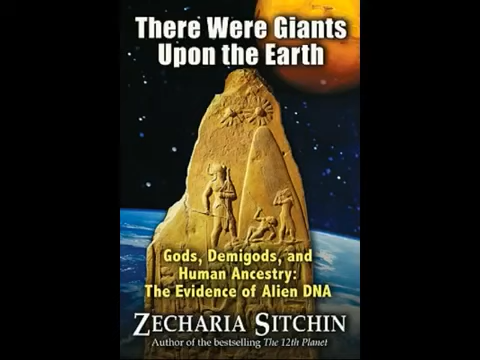 There Were Giants
Upon the Earth
Gods, Demigods, and
Human Ancestry:
The Evidence of Alien DNA
ZECHARIA SITCHIN
Author of the bestselling The 12th Planet